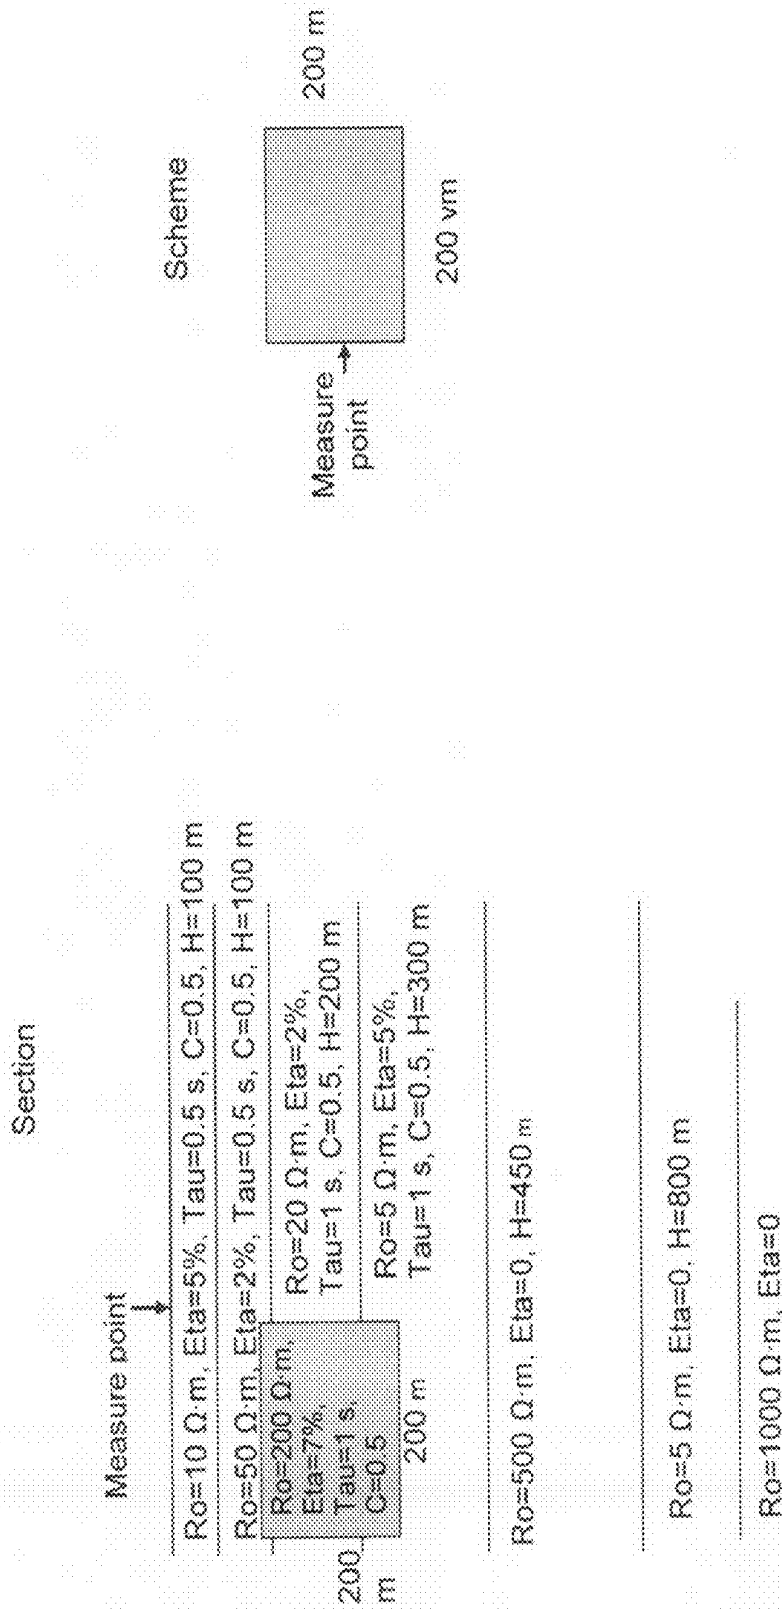 Section
Measure point
Ro=10 Ω·m, Eta=5%, Tau=0.5 s, C=0.5, H=100 m
Ro=50 Ω·m, Eta=2%, Tau=0.5 s, C=0.5, H=100 m
Ro=200 Ω·m,
Eta=7%,
Tau=1 s,
C=0.5
200
m
200 m
Ro=20 Ω·m, Eta=2%,
Tau=1 s, C=0.5, H=200 m
Ro=5 Ω·m, Eta=5%,
Tau=1 s, C=0.5, H=300 m
Ro=500 Ω·m, Eta=0, H=450 m
Ro=5 Ω·m, Eta=0, H=800 m
Ro=1000 Ω·m, Eta=0
Scheme
200 m
Measure
point
200 vm